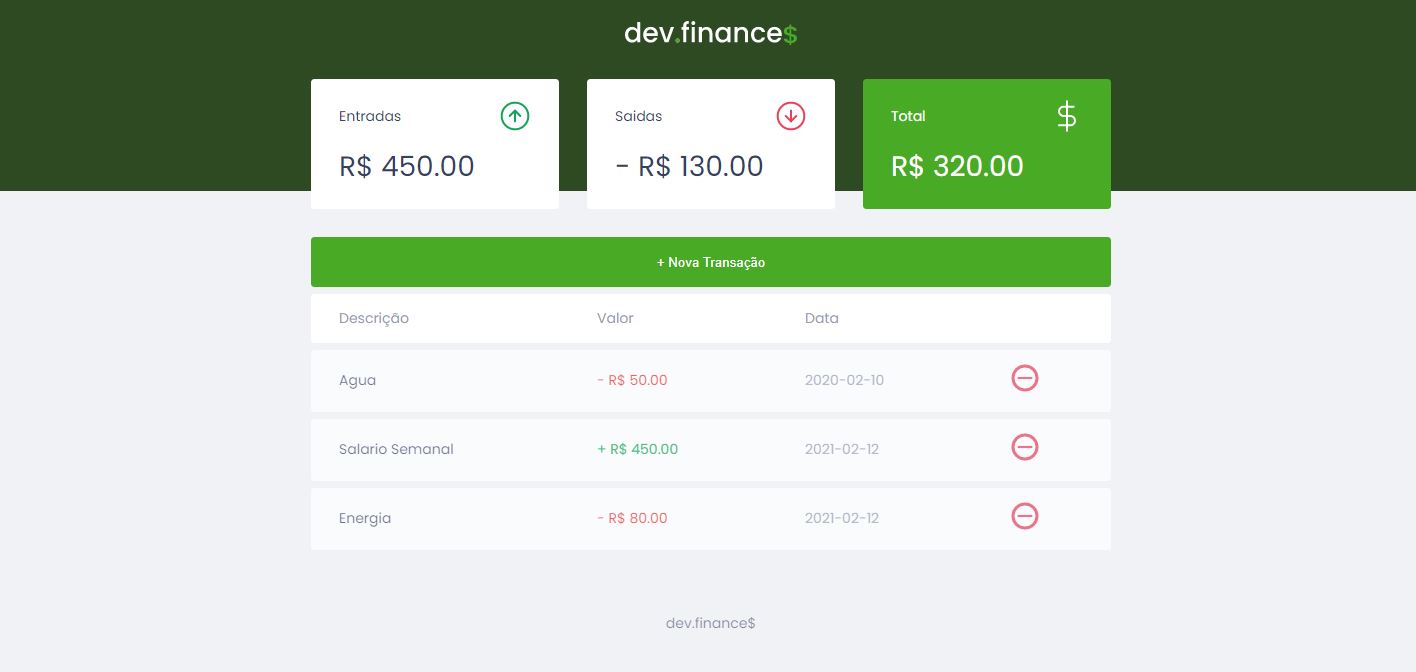 dev.finance$
Entradas
R$ 450.00
Saidas
- R$ 130.00
Total
R$ 320.00
+ Nova Transação
Descrição Valor Data
Agua - R$ 50.00 2020-02-10
Salario Semanal + R$ 450.00 2021-02-12
Energia - R$ 80.00 2021-02-12
dev.finance$